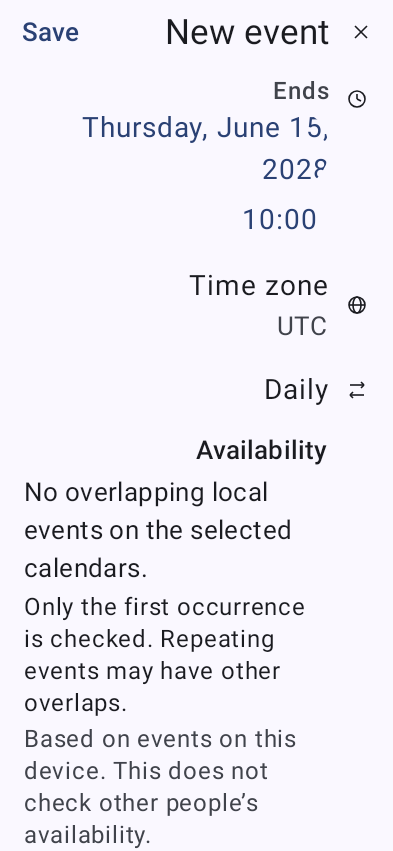 Save
New event
Ends
Thursday, June 15,
2028
10:00
Time zone
UTC
Daily
Availability
No overlapping local
events on the selected
calendars.
Only the first occurrence
is checked. Repeating
events may have other
overlaps.
Based on events on this
device. This does not
check other people’s
availability.